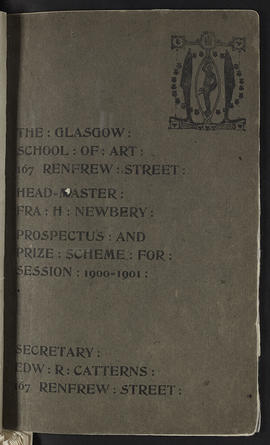 THE : GLASGOW :
SCHOOL : OF : ART :
167 RENFREW : STREET :
HEAD-MASTER :
FRA : H : NEWBERY :
PROSPECTUS : AND
PRIZE : SCHEME : FOR :
SESSION : 1900-1901 :
SECRETARY :
EDW : R : CATTERNS :
167 RENFREW : STREET :